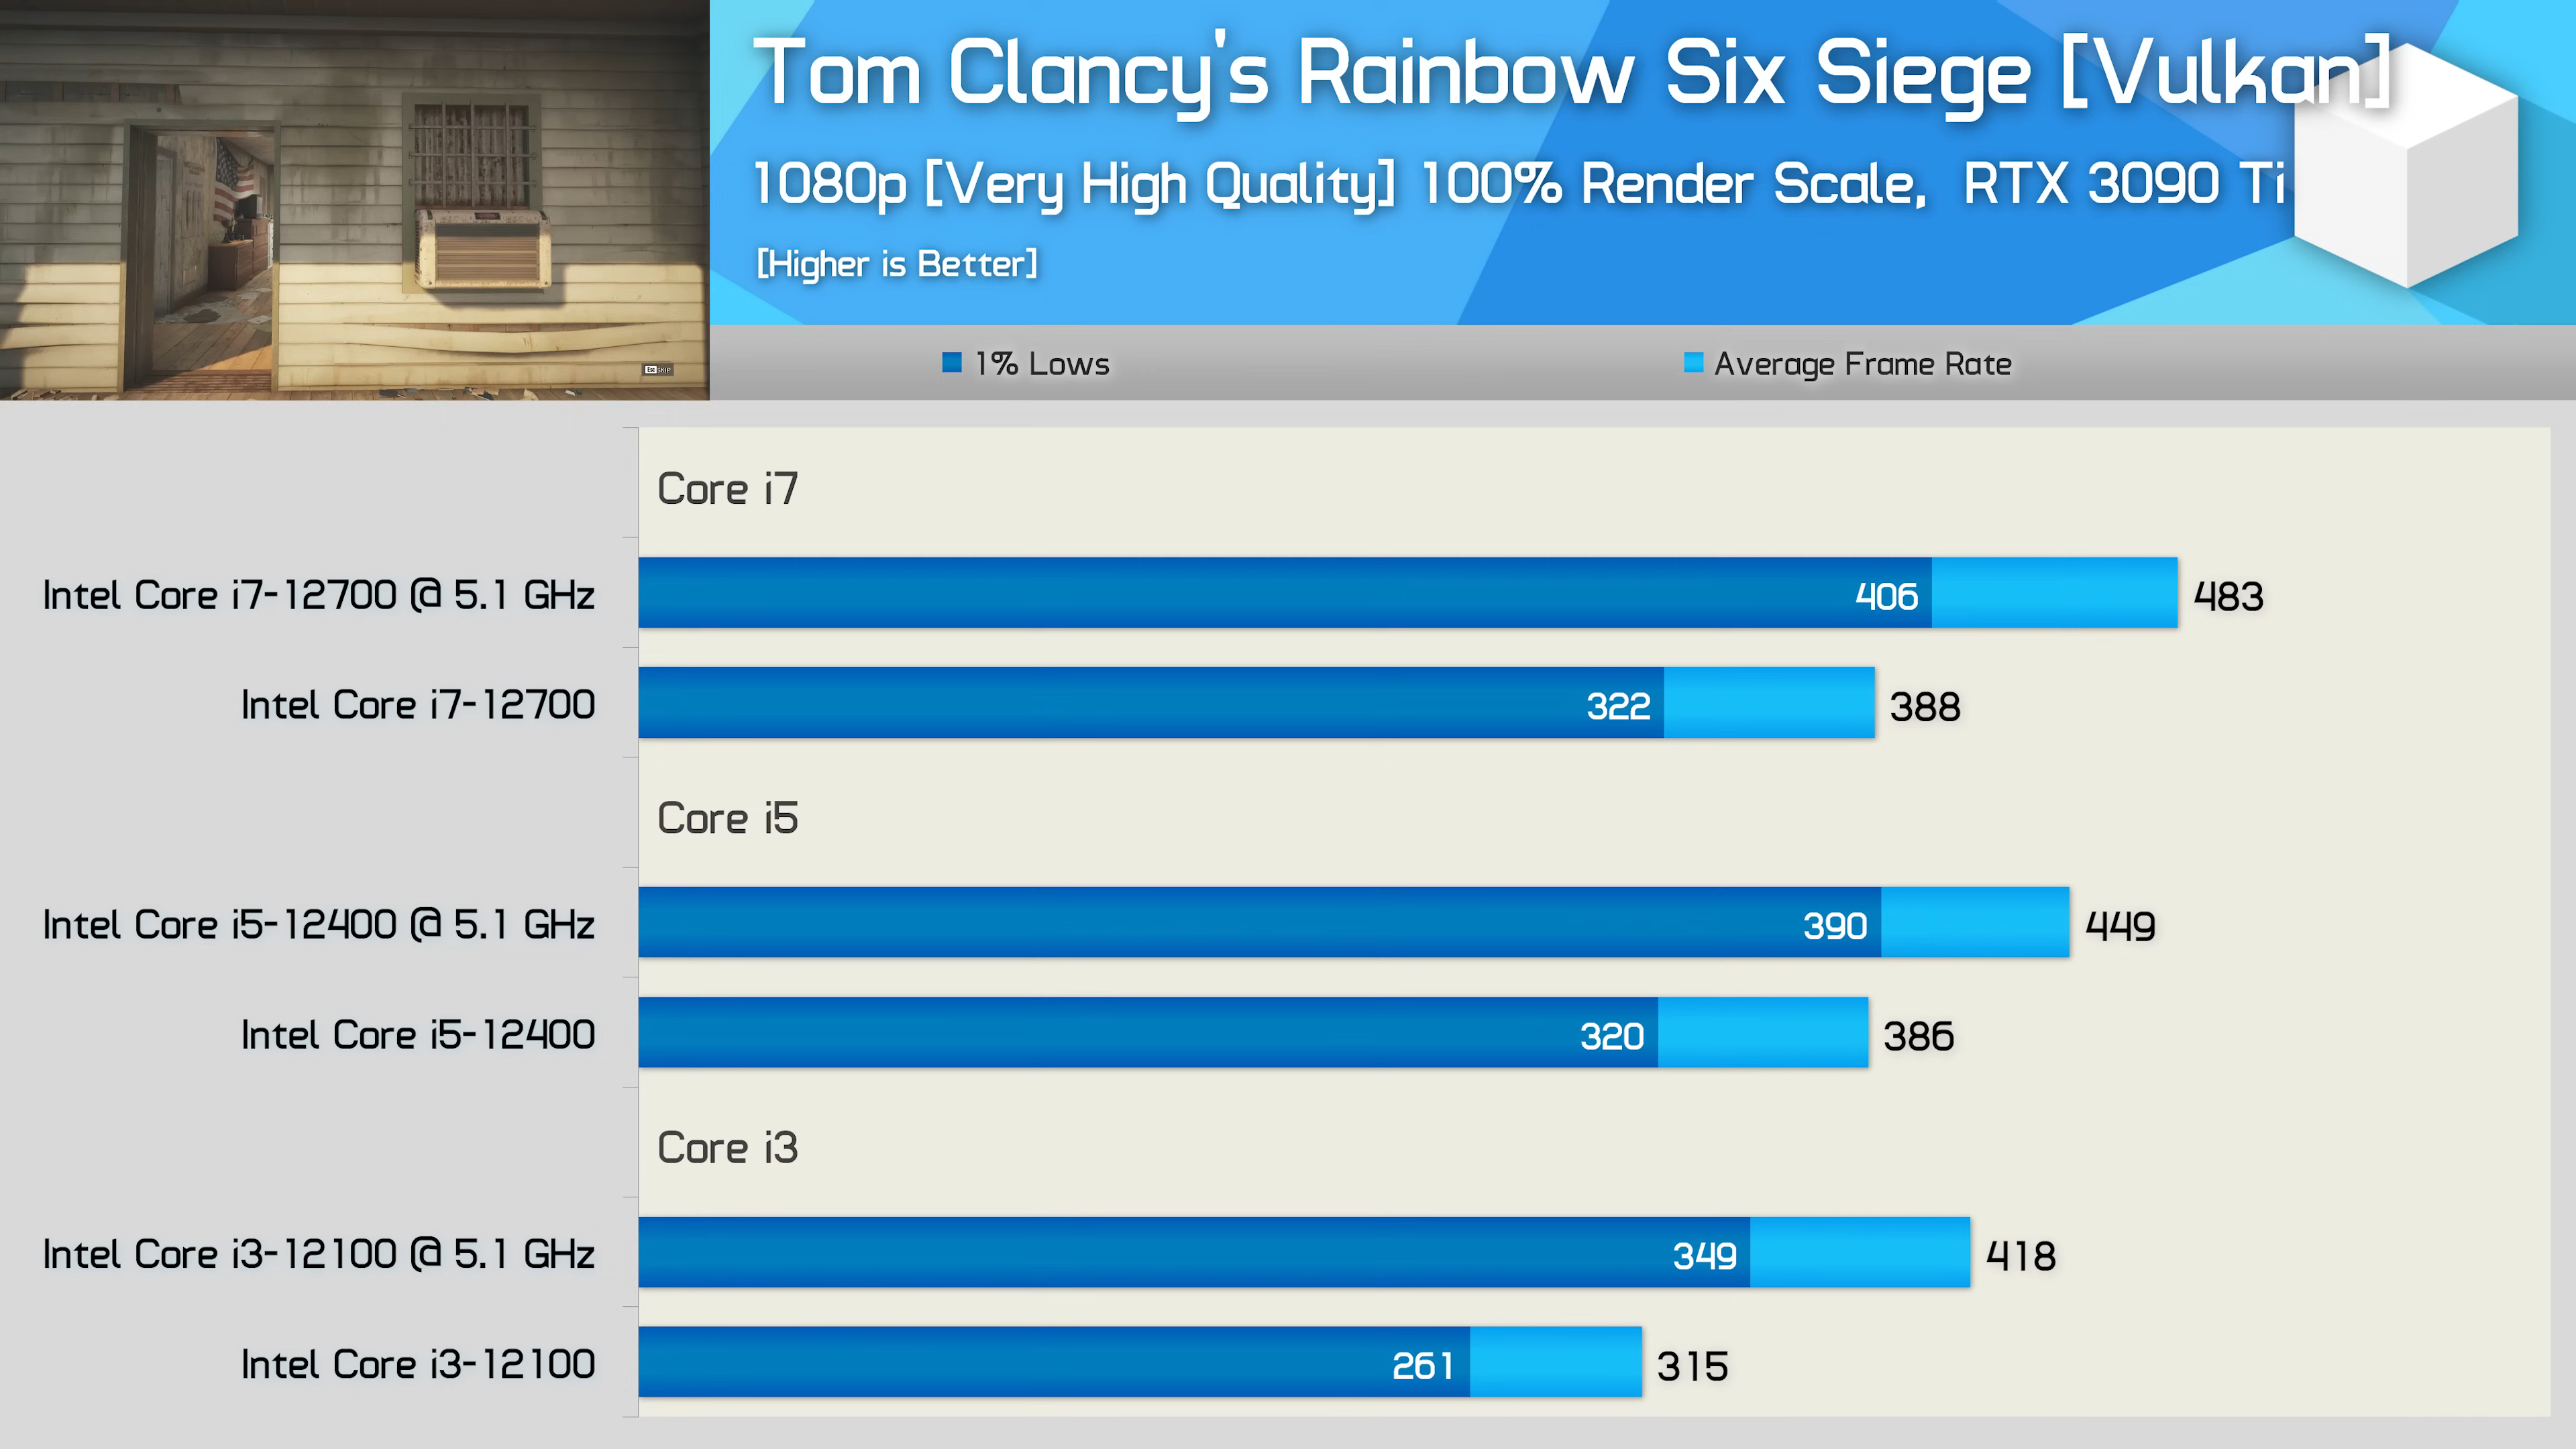 Tom Clancy's Rainbow Six Siege [Vulkan]
1080p [Very High Quality] 100% Render Scale, RTX 3090 Ti
[Higher is Better]
Esc SKIP
1% Lows
Average Frame Rate
Core i7
Intel Core i7-12700 @ 5.1 GHz 406 483
Intel Core i7-12700 322 388
Core i5
Intel Core i5-12400 @ 5.1 GHz 390 449
Intel Core i5-12400 320 386
Core i3
Intel Core i3-12100 @ 5.1 GHz 349 418
Intel Core i3-12100 261 315